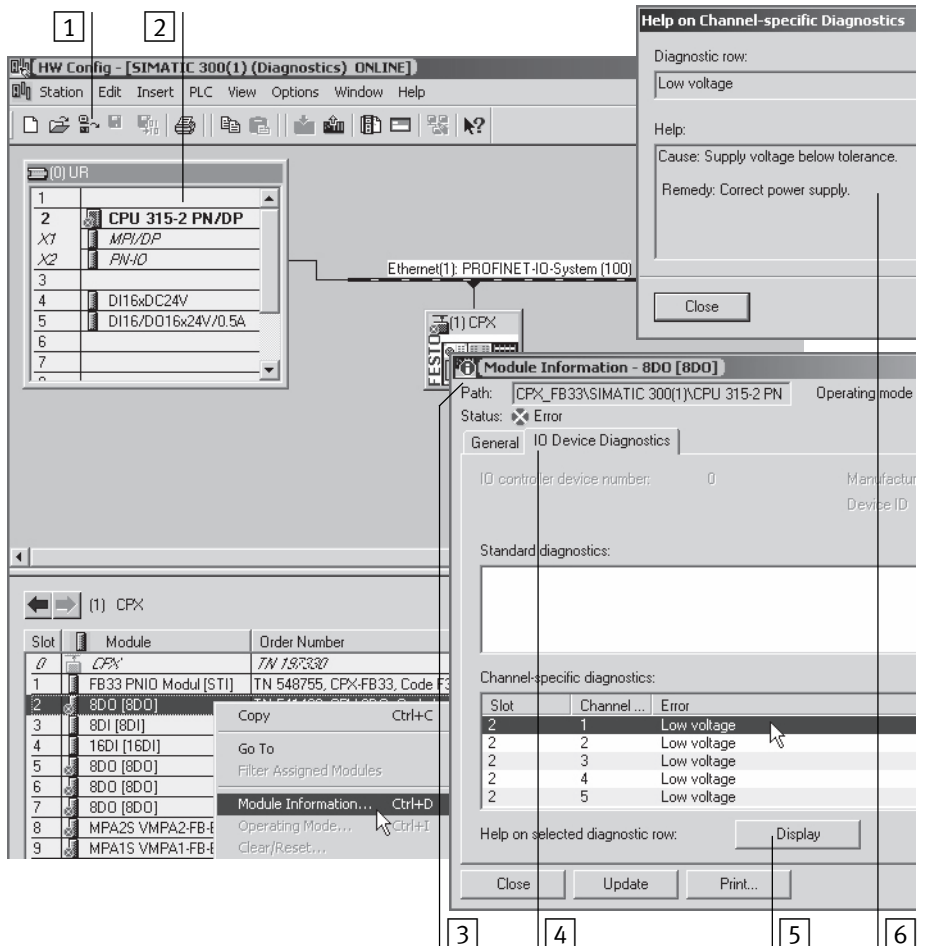 1
2
HW Config - [SIMATIC 300(1) (Diagnostics) ONLINE]
Station Edit Insert PLC View Options Window Help
(0) UR
1
2 CPU 315-2 PN/DP
X1 MPI/DP
X2 PN-IO
3
4 DI16xDC24V
5 DI16/DO16x24V/0.5A
6
7
Ethernet(1): PROFINET-IO-System (100)
(1) CPX
FESTO
Help on Channel-specific Diagnostics
Diagnostic row:
Low voltage
Help:
Cause: Supply voltage below tolerance.
Remedy: Correct power supply.
Close
Module Information - 8DO [8DO]
Path: CPX_FB33\SIMATIC 300(1)\CPU 315-2 PN Operating mode
Status: Error
General IO Device Diagnostics
IO controller device number: 0 Manufactur
Device ID
Standard diagnostics:
Channel-specific diagnostics:
Slot Channel ... Error
2 1 Low voltage
2 2 Low voltage
2 3 Low voltage
2 4 Low voltage
2 5 Low voltage
Help on selected diagnostic row: Display
Close Update Print...
(1) CPX
Slot Module Order Number
0 CPX TN 197330
1 FB33 PNIO Modul [STI] TN 548755, CPX-FB33, Code F3
2 8DO [8DO]
3 8DI [8DI]
4 16DI [16DI]
5 8DO [8DO]
6 8DO [8DO]
7 8DO [8DO]
8 MPA2S VMPA2-FB-E
9 MPA1S VMPA1-FB-E
Copy Ctrl+C
Go To
Filter Assigned Modules
Module Information... Ctrl+D
Operating Mode... Ctrl+I
Clear/Reset...
3
4
5
6